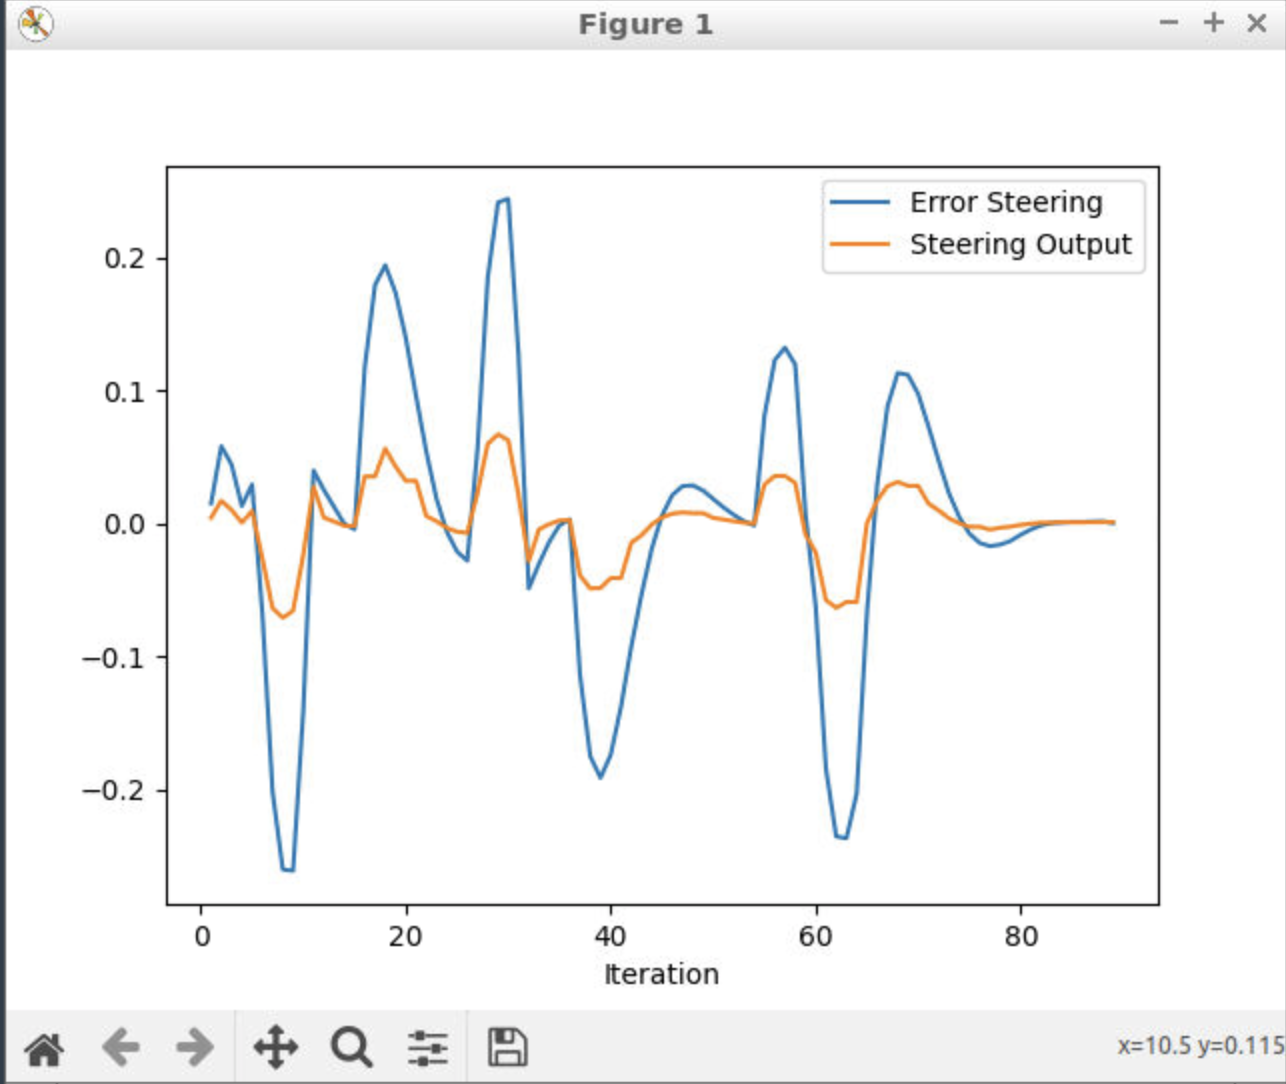 Figure 1
Error Steering
Steering Output
0.2
0.1
0.0
−0.1
−0.2
0 20 40 60 80
Iteration
x=10.5 y=0.115